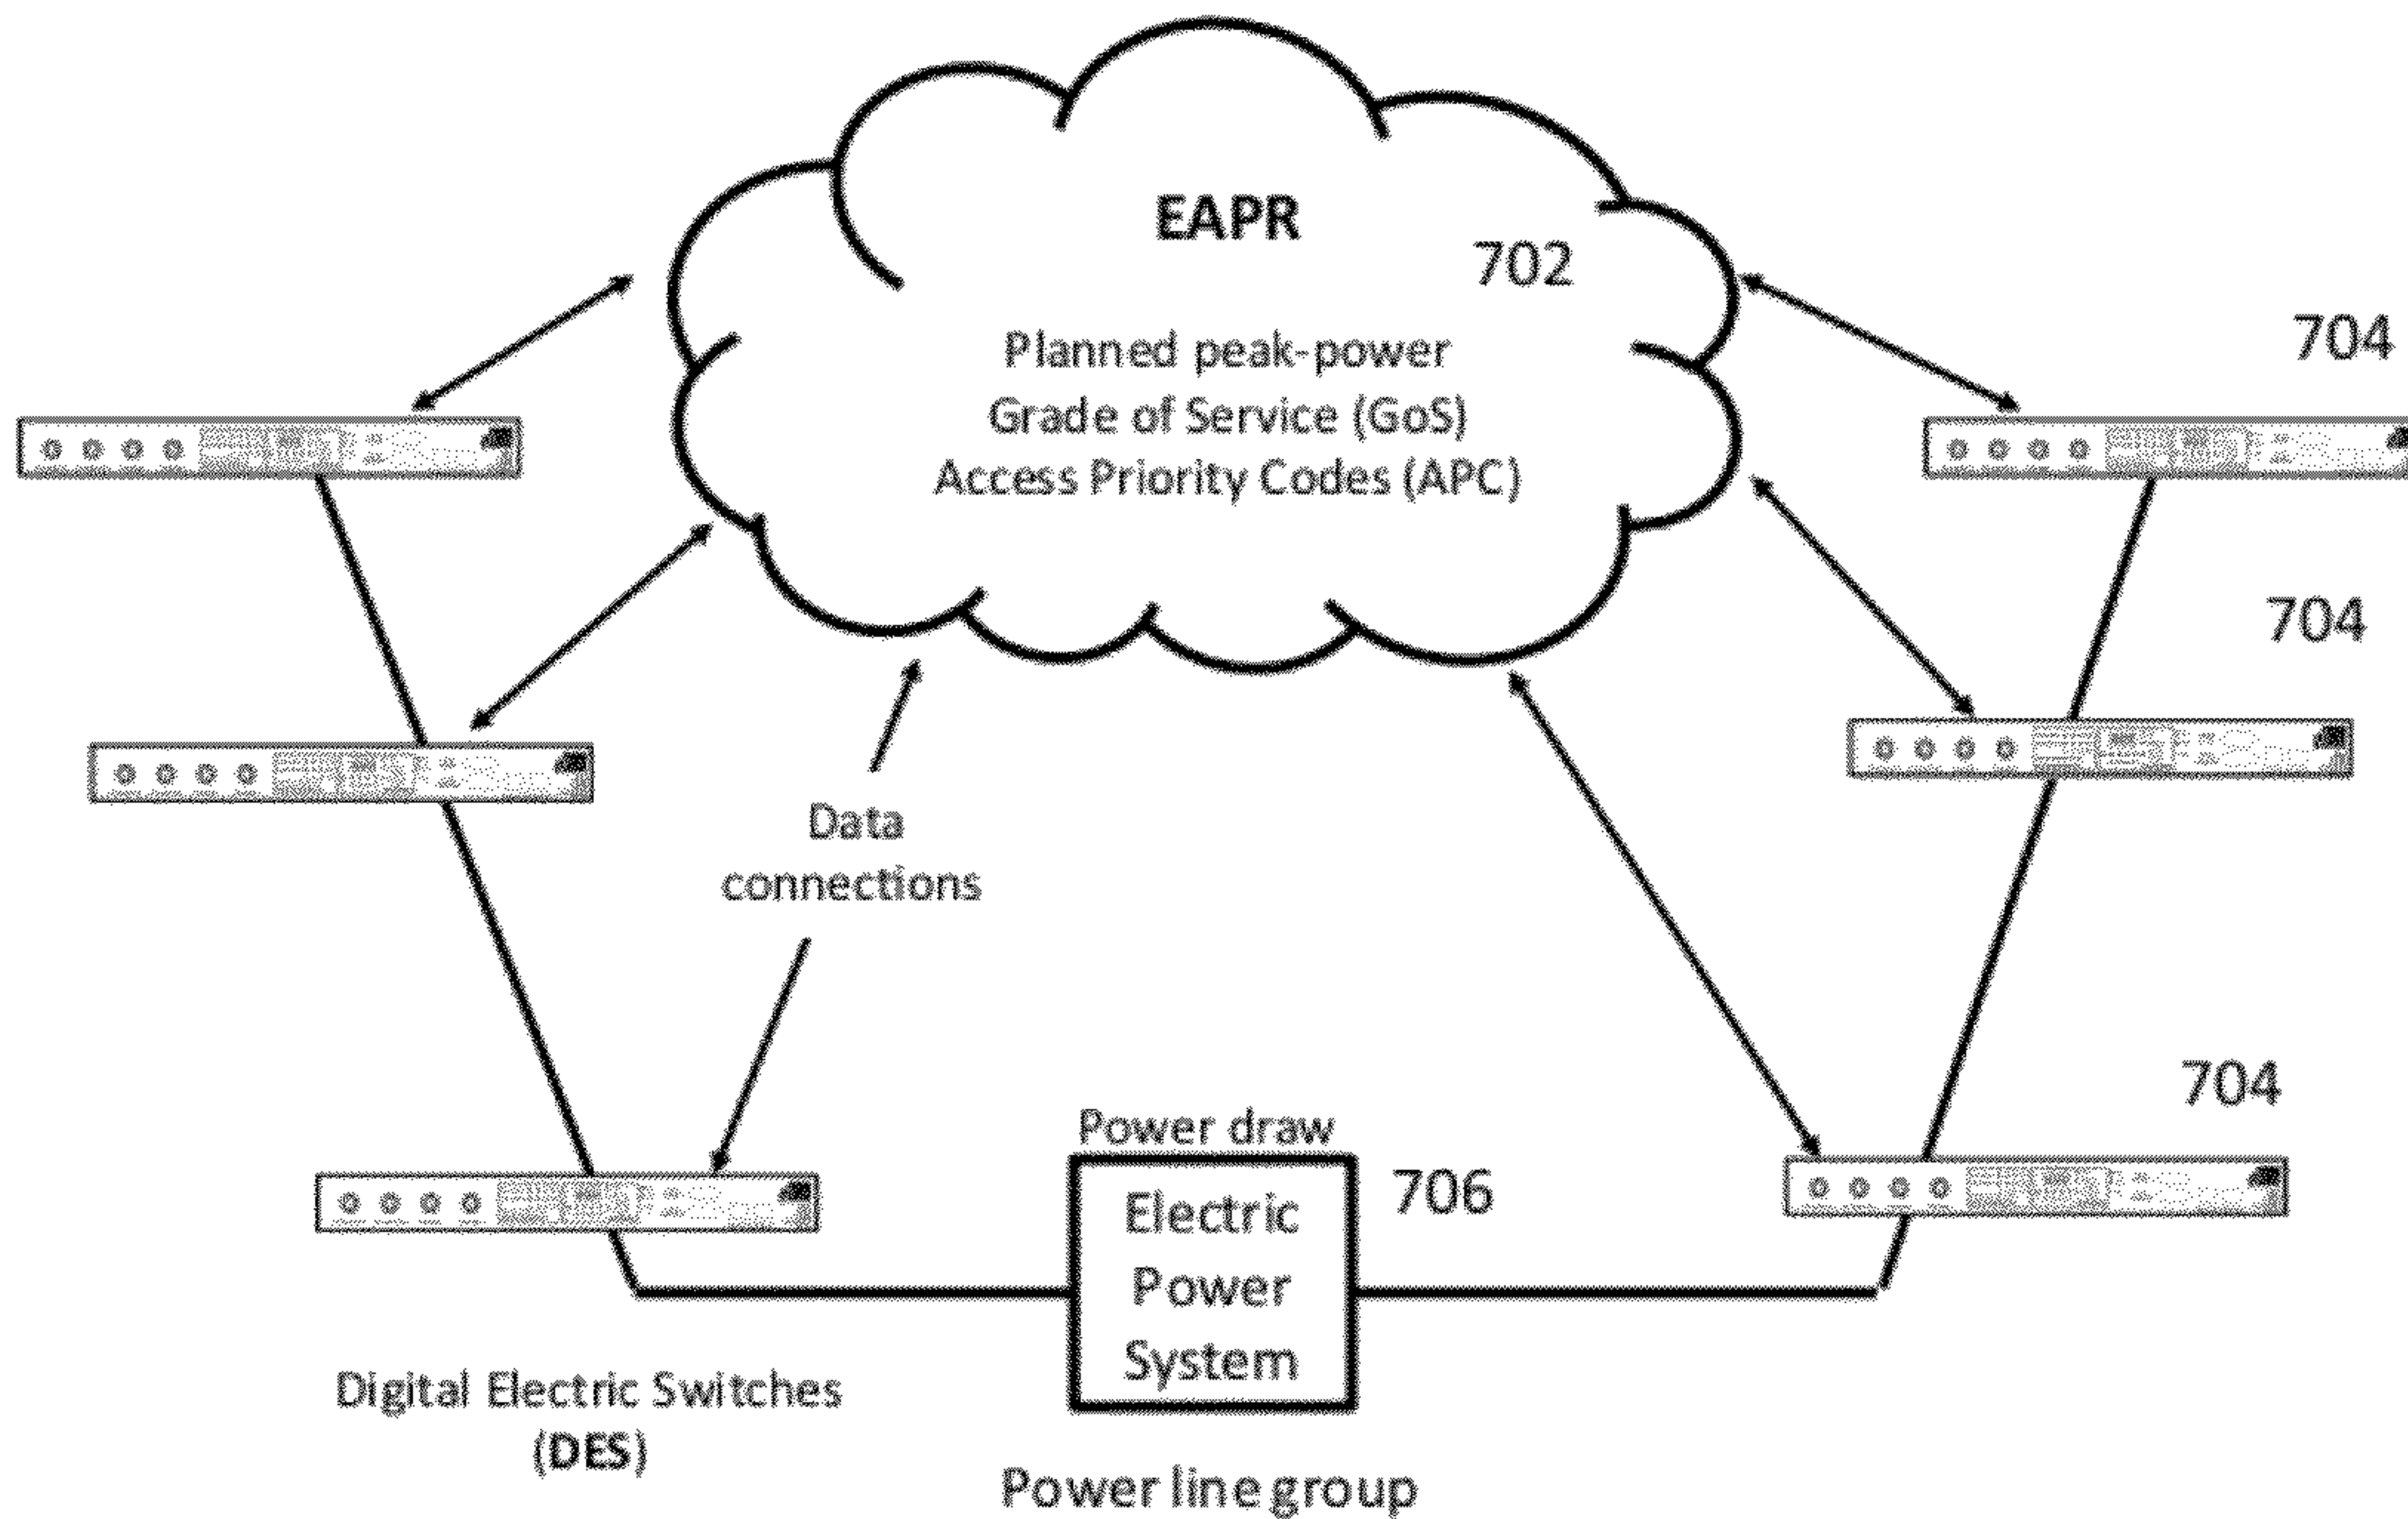 EAPR
702
Planned peak-power
Grade of Service (GoS)
Access Priority Codes (APC)
704
704
Data
connections
704
Power draw
706
Electric
Power
System
Digital Electric Switches
(DES)
Power line group